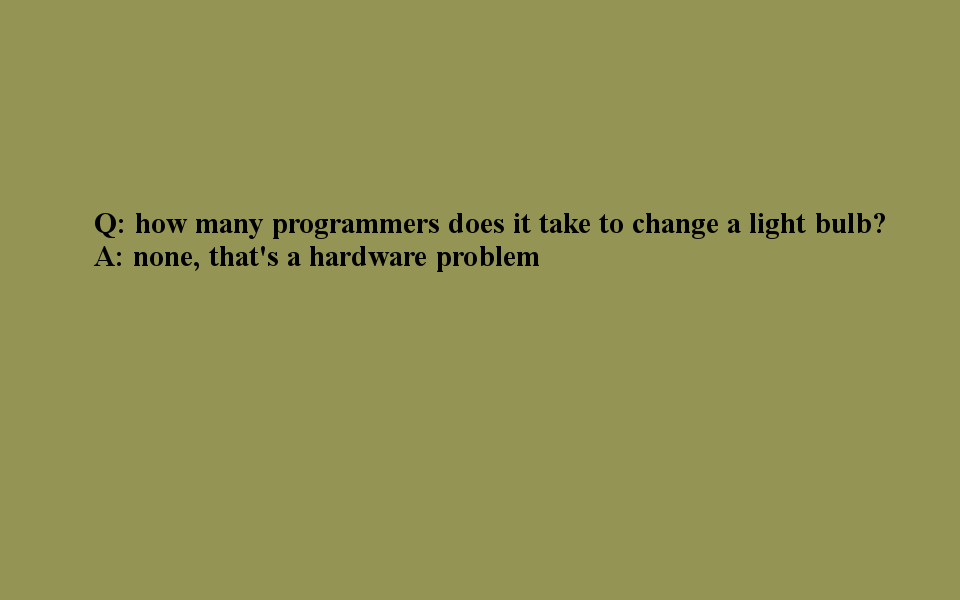 Q: how many programmers does it take to change a light bulb?
A: none, that's a hardware problem